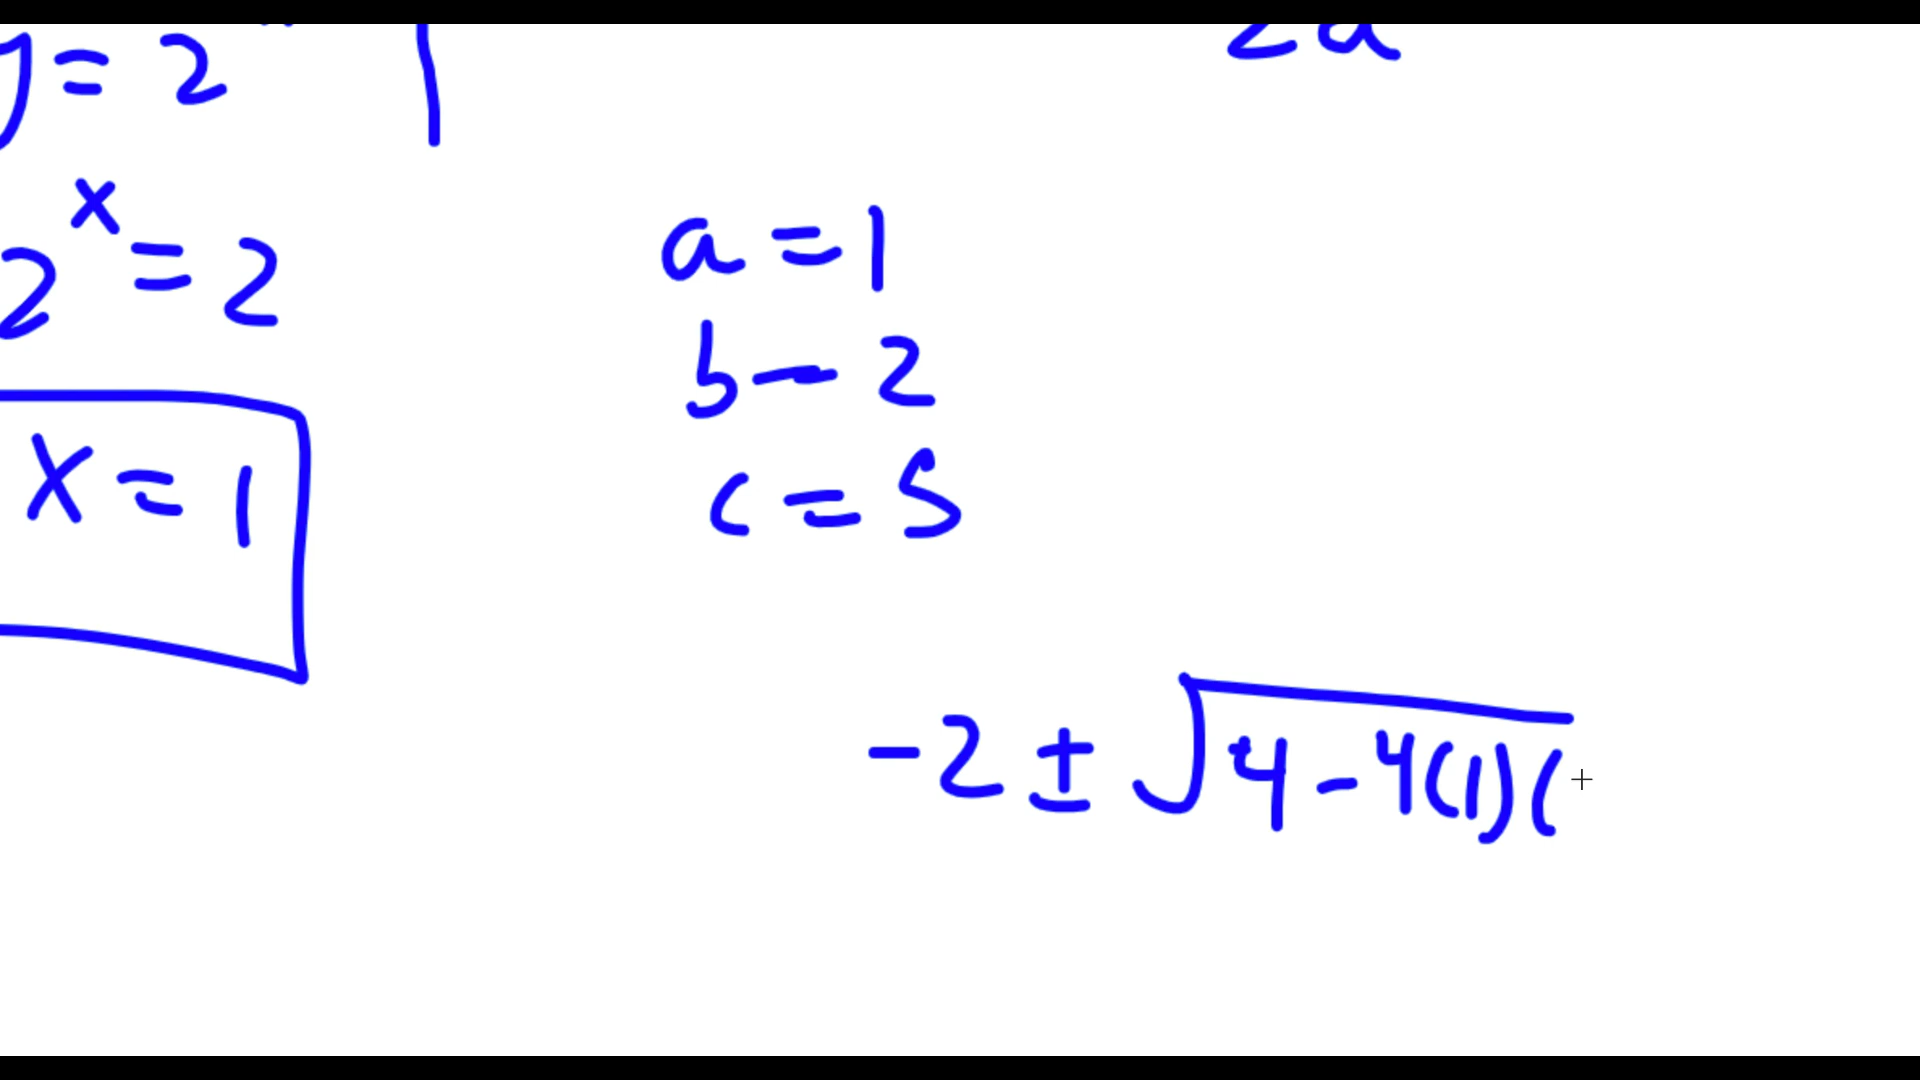 y = 2
2a
2^x = 2
x = 1
a = 1
b = 2
c = 5
-2 ± √4 - 4(1)(